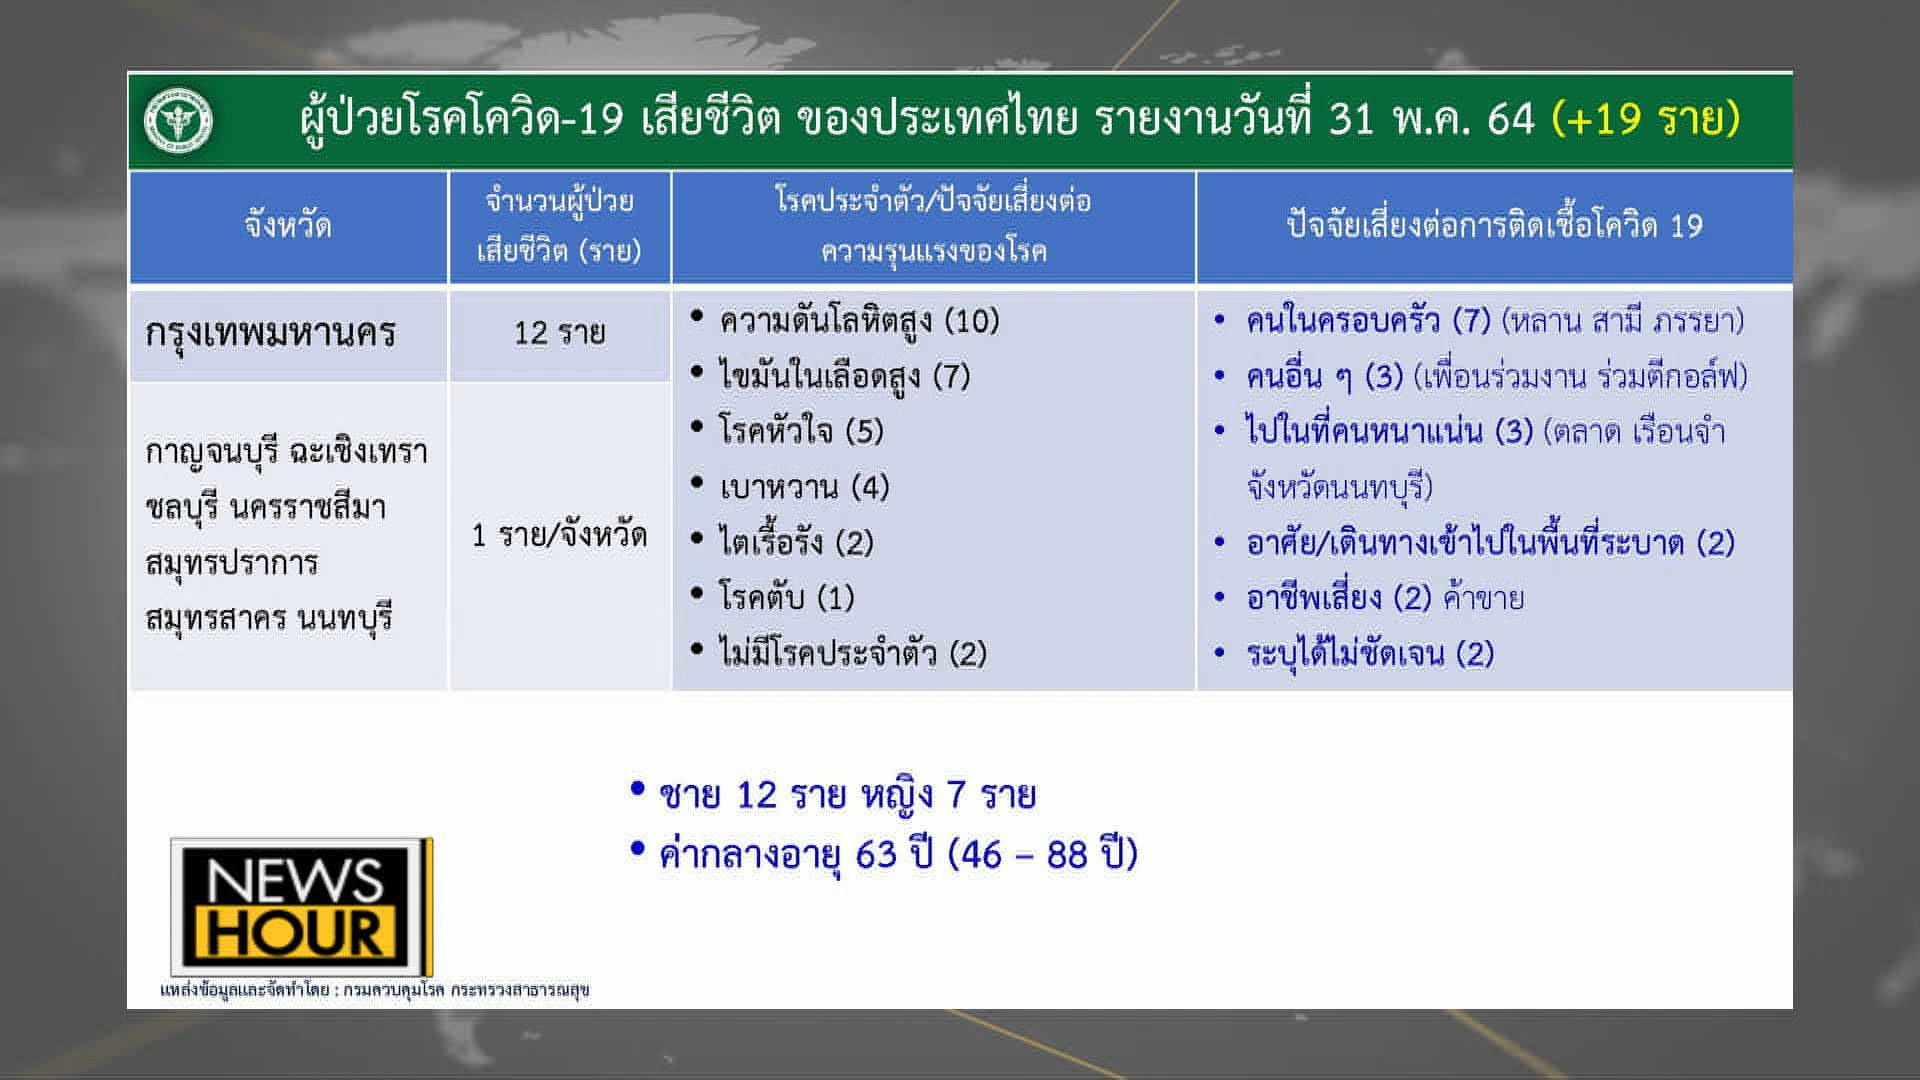 ผู้ป่วยโรคโควิด-19 เสียชีวิต ของประเทศไทย รายงานวันที่ 31 พ.ค. 64 (+19 ราย)
จังหวัด
จำนวนผู้ป่วย
เสียชีวิต (ราย)
โรคประจำตัว/ปัจจัยเสี่ยงต่อ
ความรุนแรงของโรค
ปัจจัยเสี่ยงต่อการติดเชื้อโควิด 19
กรุงเทพมหานคร
12 ราย
กาญจนบุรี ฉะเชิงเทรา
ชลบุรี นครราชสีมา
สมุทรปราการ
สมุทรสาคร นนทบุรี
1 ราย/จังหวัด
• ความดันโลหิตสูง (10)
• ไขมันในเลือดสูง (7)
• โรคหัวใจ (5)
• เบาหวาน (4)
• ไตเรื้อรัง (2)
• โรคตับ (1)
• ไม่มีโรคประจำตัว (2)
• คนในครอบครัว (7) (หลาน สามี ภรรยา)
• คนอื่น ๆ (3) (เพื่อนร่วมงาน ร่วมตีกอล์ฟ)
• ไปในที่คนหนาแน่น (3) (ตลาด เรือนจำ
จังหวัดนนทบุรี)
• อาศัย/เดินทางเข้าไปในพื้นที่ระบาด (2)
• อาชีพเสี่ยง (2) ค้าขาย
• ระบุได้ไม่ชัดเจน (2)
• ชาย 12 ราย หญิง 7 ราย
• ค่ากลางอายุ 63 ปี (46 – 88 ปี)
NEWS
HOUR
แหล่งข้อมูลและจัดทำโดย : กรมควบคุมโรค กระทรวงสาธารณสุข